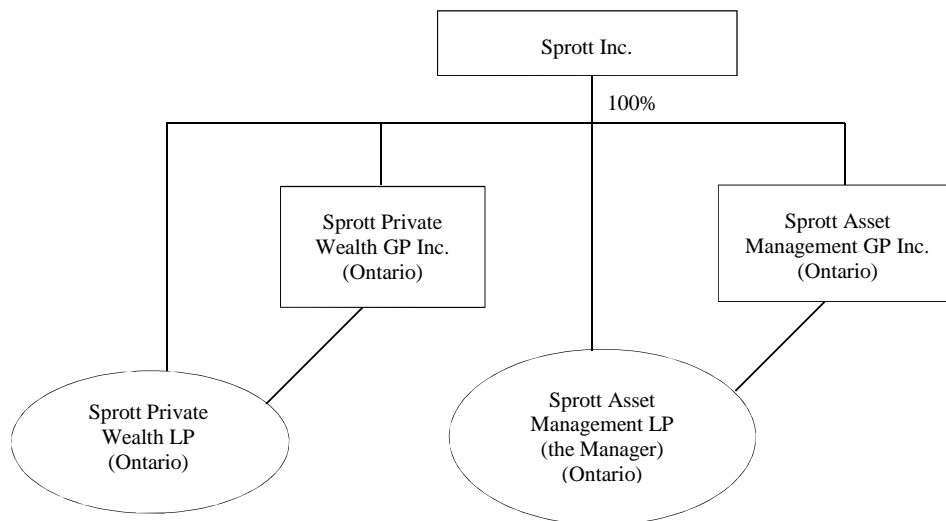 Sprott Inc.
100%
Sprott Private
Wealth GP Inc.
(Ontario)
Sprott Asset
Management GP Inc.
(Ontario)
Sprott Private
Wealth LP
(Ontario)
Sprott Asset
Management LP
(the Manager)
(Ontario)